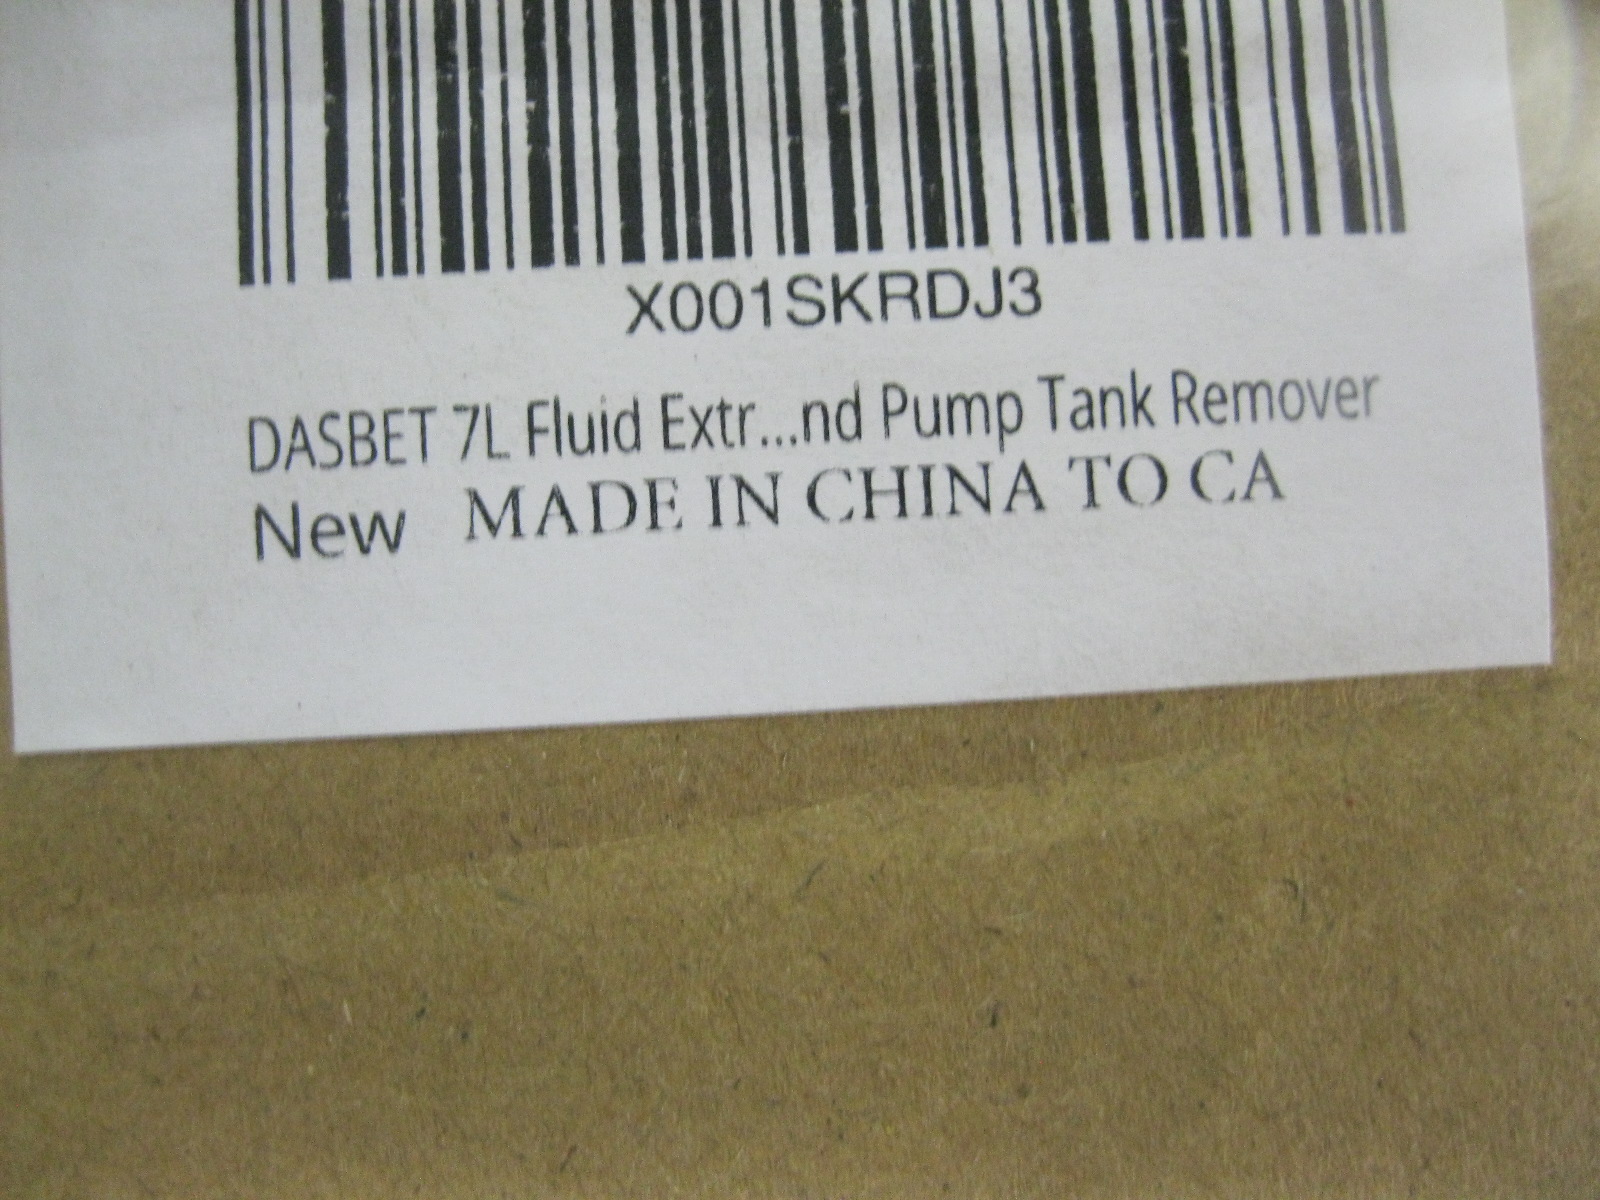 X001SKRDJ3
DASBET 7L Fluid Extr...nd Pump Tank Remover
New MADE IN CHINA TO CA